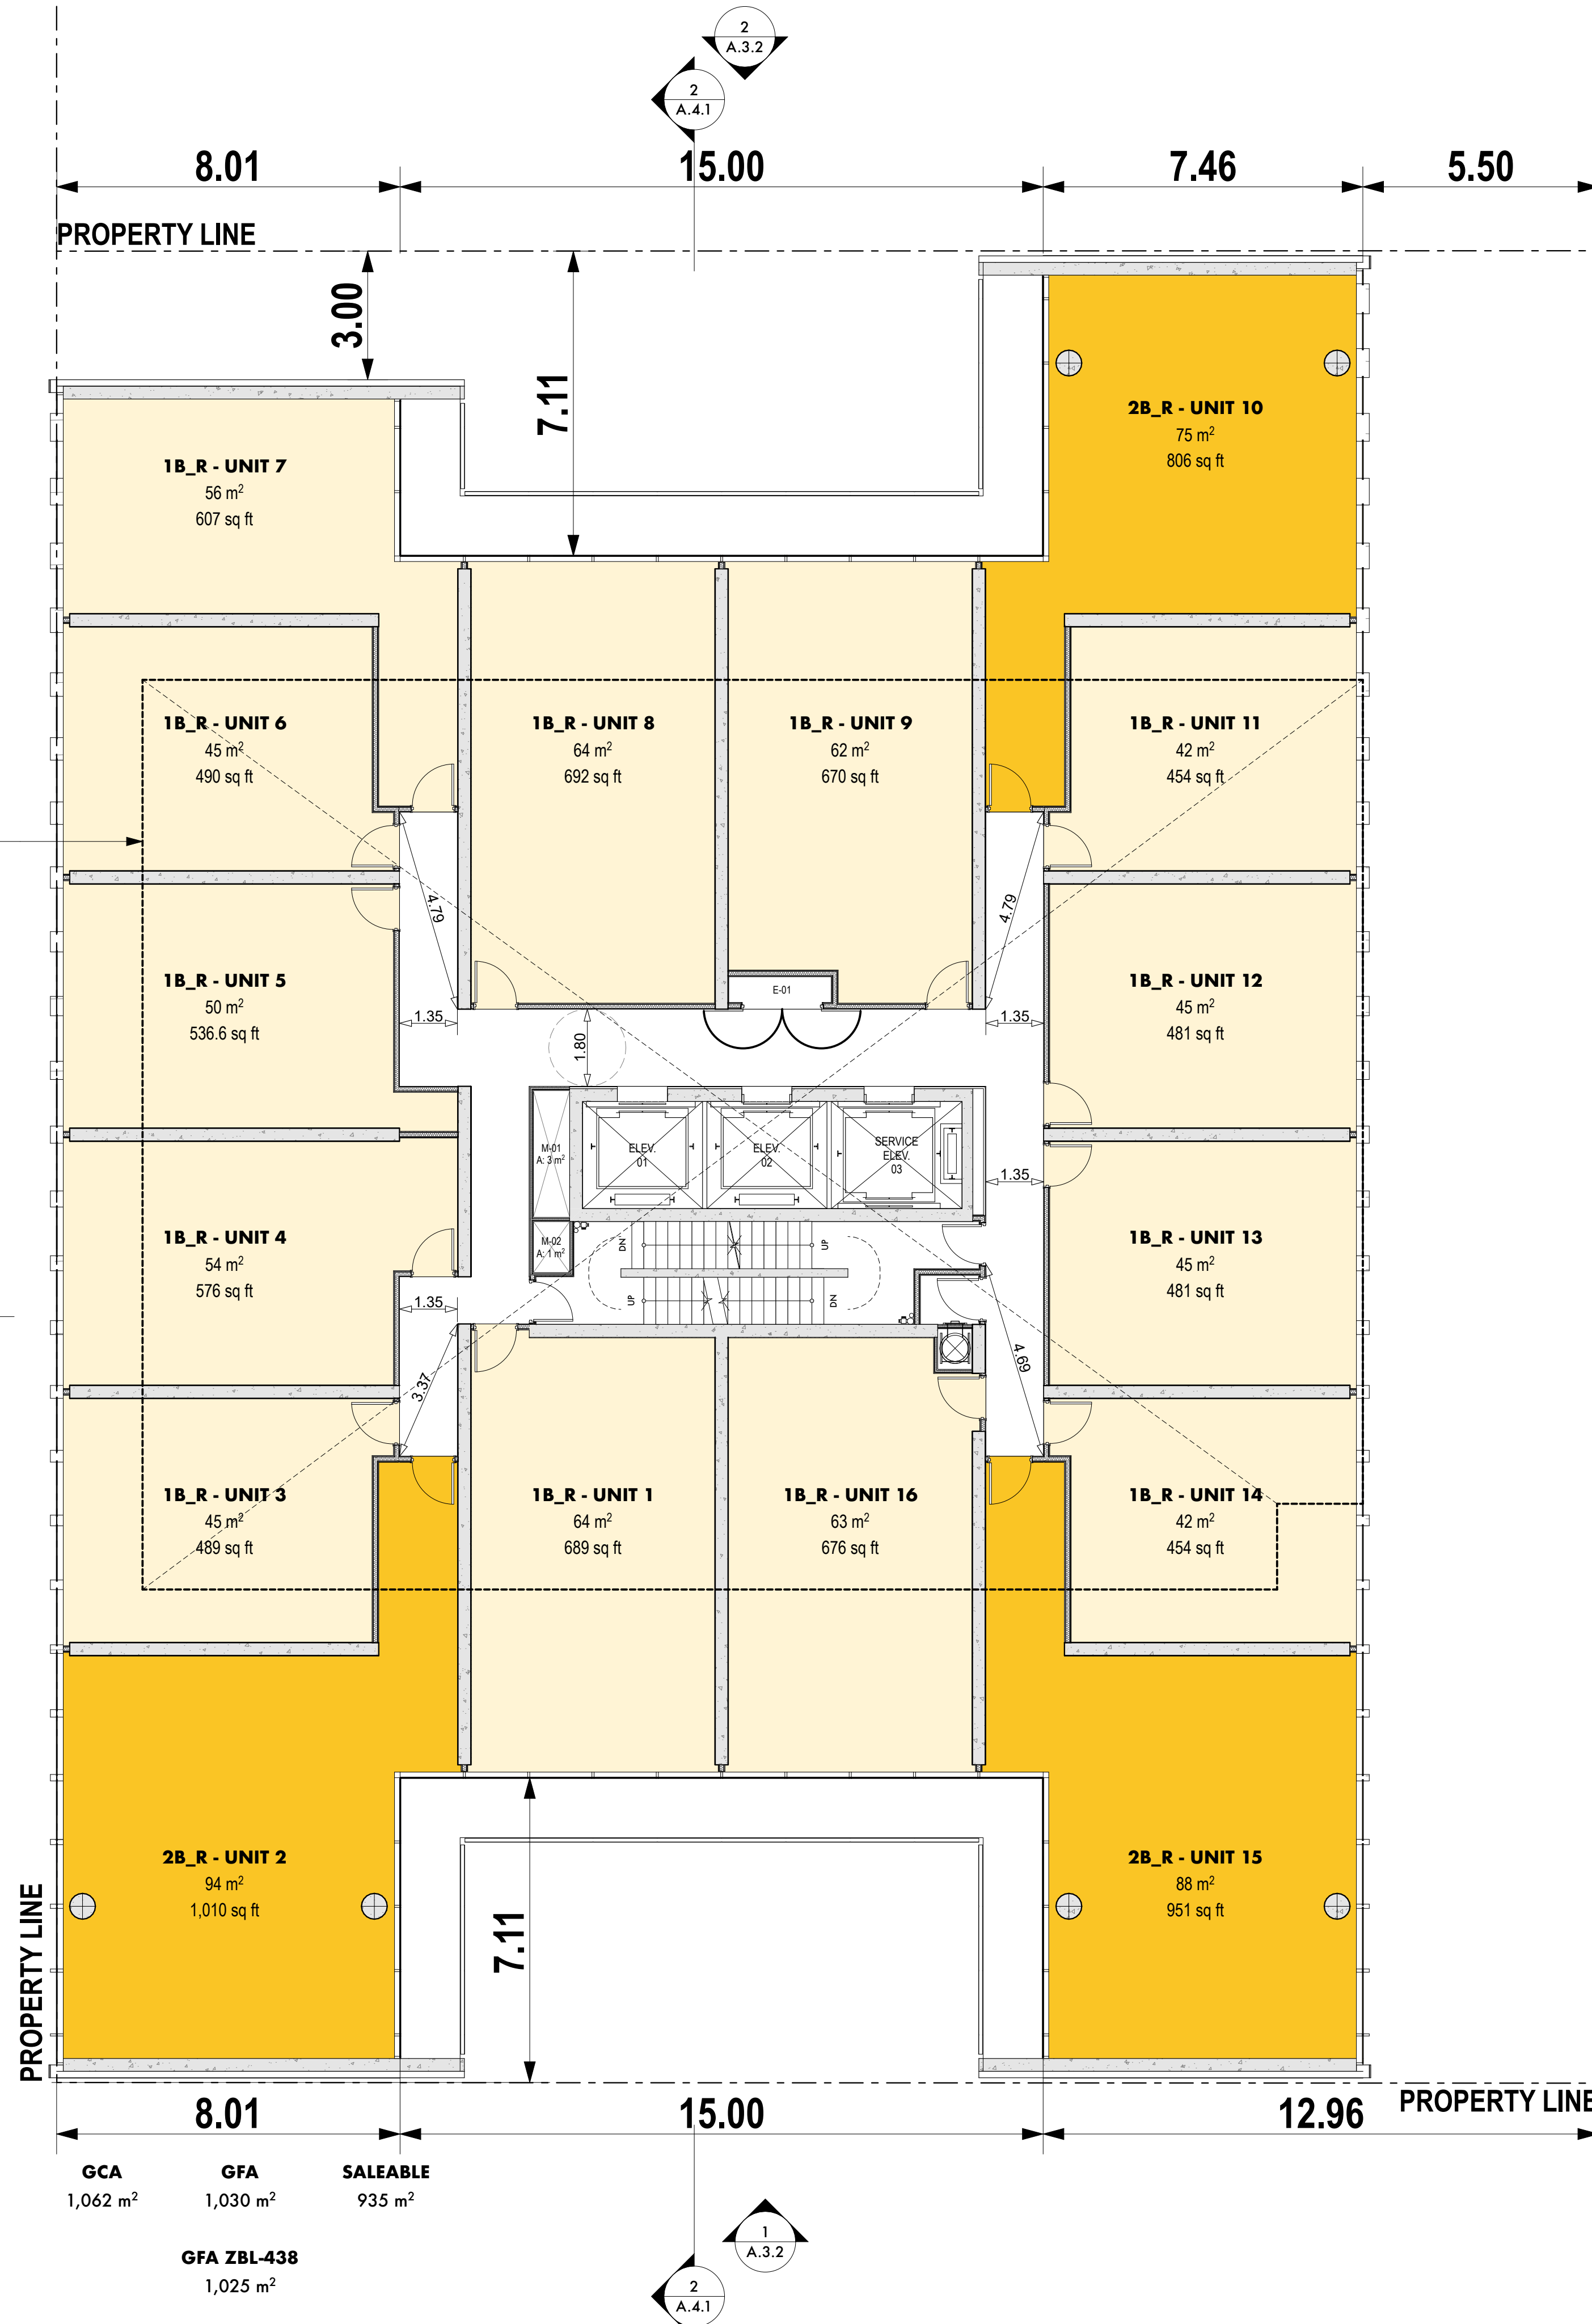 2
A.3.2
2
A.4.1
8.01
15.00
7.46
5.50
PROPERTY LINE
3.00
7.11
2B_R - UNIT 10
75 m²
806 sq ft
1B_R - UNIT 7
56 m²
607 sq ft
1B_R - UNIT 6
45 m²
490 sq ft
1B_R - UNIT 8
64 m²
692 sq ft
1B_R - UNIT 9
62 m²
670 sq ft
1B_R - UNIT 11
42 m²
454 sq ft
4.79
4.79
1B_R - UNIT 5
50 m²
536.6 sq ft
E-01
1B_R - UNIT 12
45 m²
481 sq ft
1.35
1.80
1.35
M-01
A: 3 m²
ELEV.
01
ELEV.
02
SERVICE
ELEV.
03
1.35
1B_R - UNIT 4
54 m²
576 sq ft
M-02
A: 1 m²
DN
UP
UP
DN
1B_R - UNIT 13
45 m²
481 sq ft
1.35
3.37
4.69
1B_R - UNIT 3
45 m²
489 sq ft
1B_R - UNIT 1
64 m²
689 sq ft
1B_R - UNIT 16
63 m²
676 sq ft
1B_R - UNIT 14
42 m²
454 sq ft
2B_R - UNIT 2
94 m²
1,010 sq ft
2B_R - UNIT 15
88 m²
951 sq ft
7.11
PROPERTY LINE
8.01
15.00
12.96
PROPERTY LINE
GCA
GFA
SALEABLE
1,062 m²
1,030 m²
935 m²
GFA ZBL-438
1,025 m²
1
A.3.2
2
A.4.1